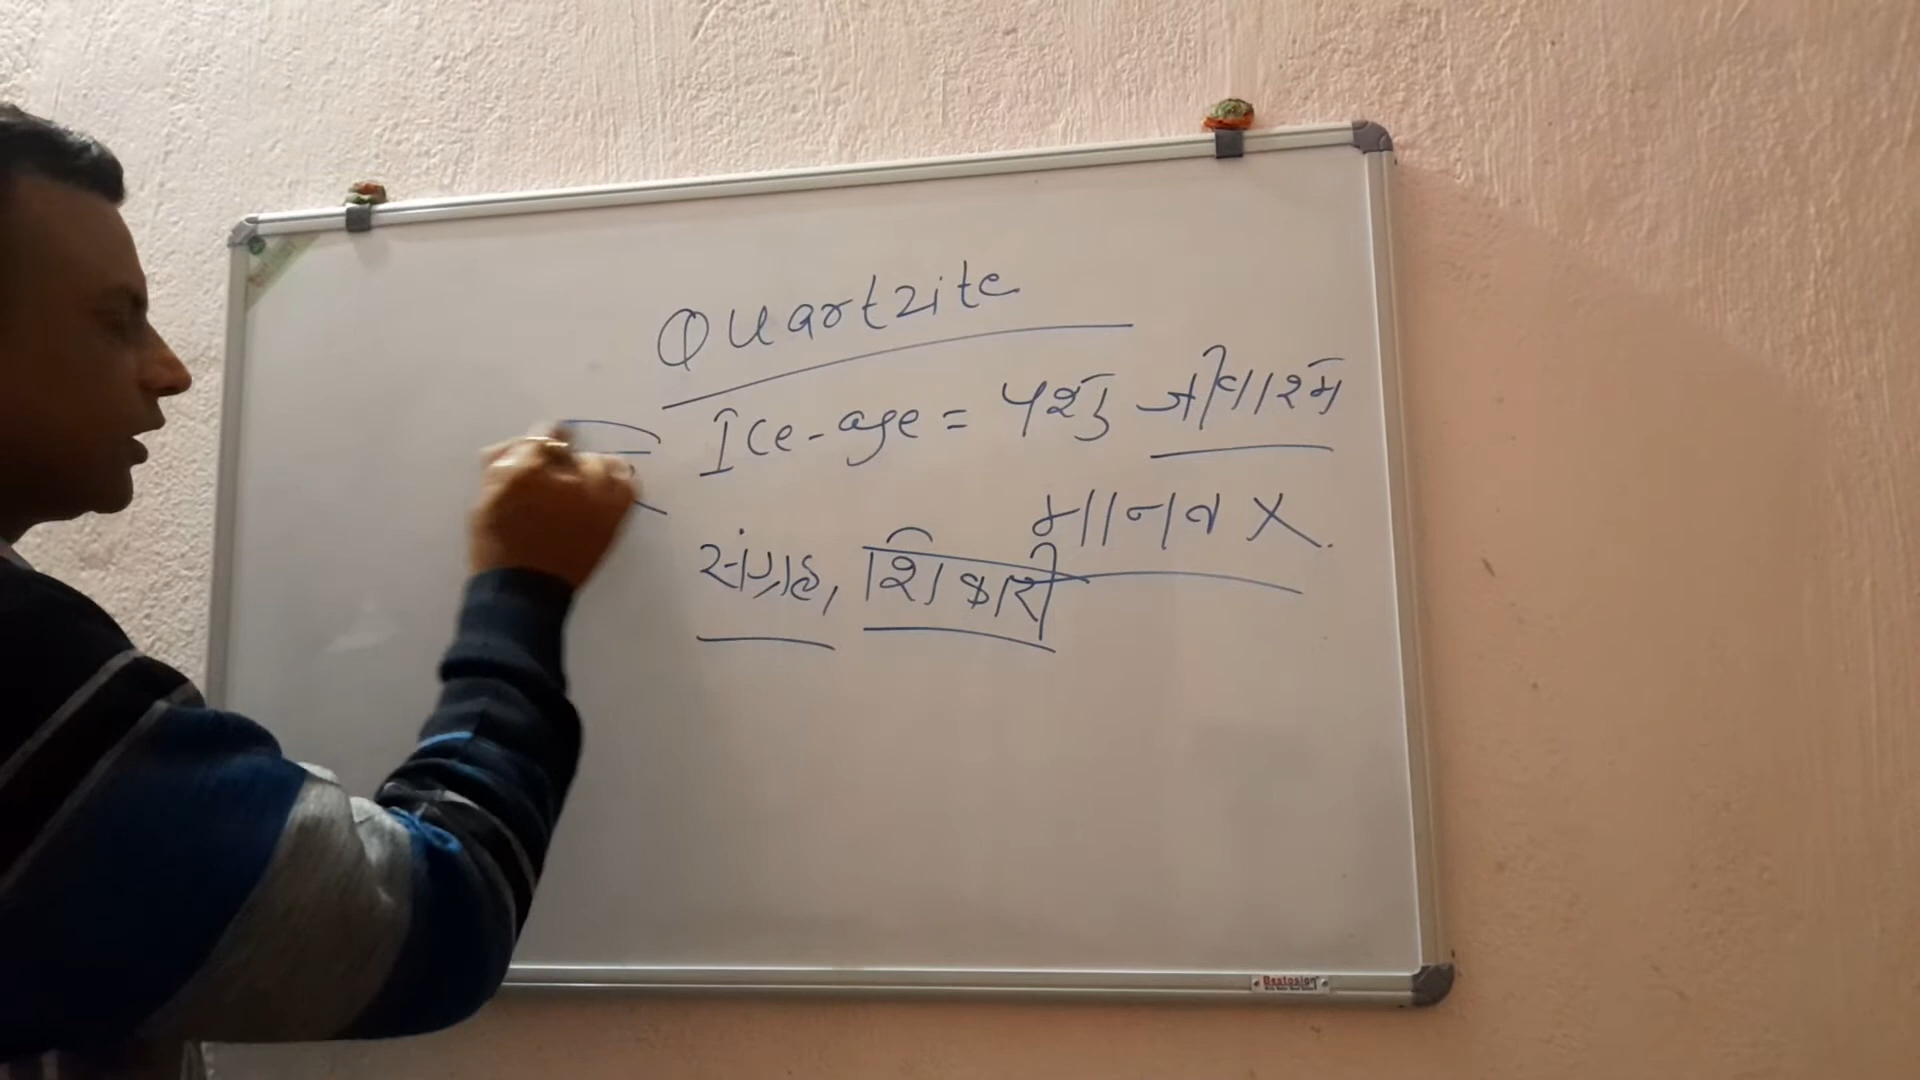 Quartzite
Ice-age = पशु जीवाश्म
मानव X.
संग्रह, शिकारी